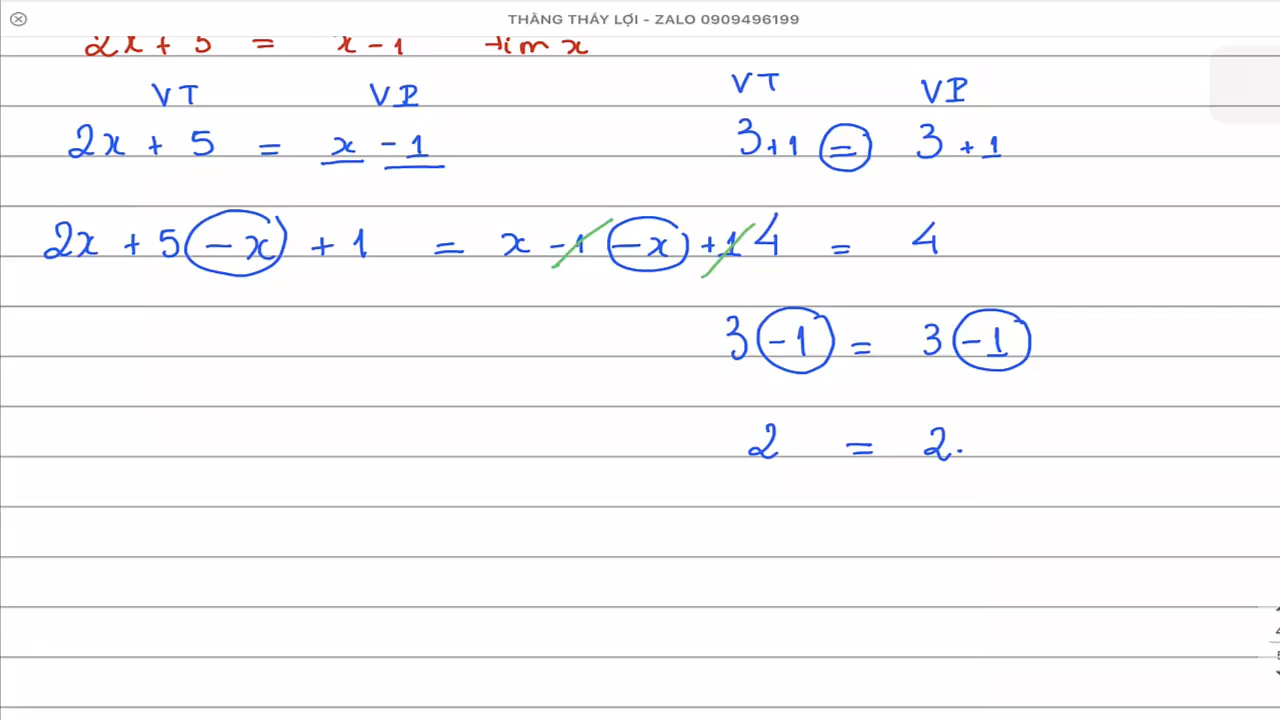 THẰNG THẦY LỢI - ZALO 0909496199
2x + 5 = x - 1 tìm x
VT VP VT VP
2x + 5 = x - 1 3 + 1 = 3 + 1
2x + 5 - x + 1 = x - 1 - x + 1 4 = 4
3 - 1 = 3 - 1
2 = 2.